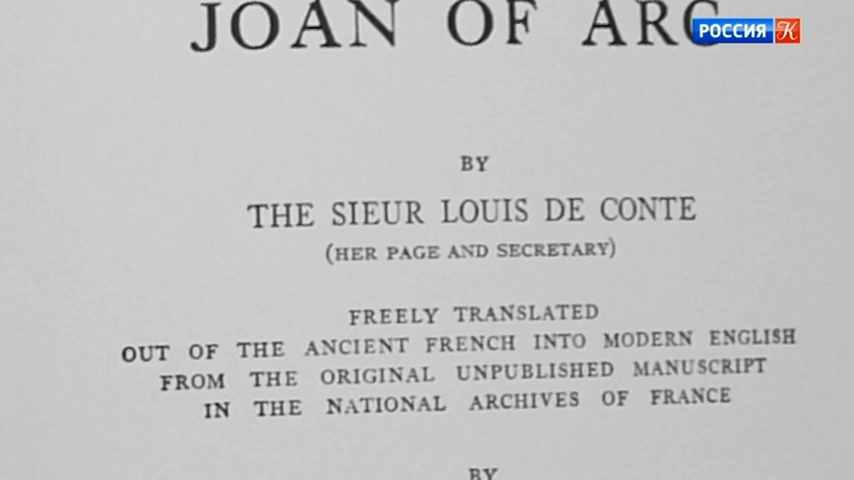 JOAN OF ARC
РОССИЯ К
BY
THE SIEUR LOUIS DE CONTE
(HER PAGE AND SECRETARY)
FREELY TRANSLATED
OUT OF THE ANCIENT FRENCH INTO MODERN ENGLISH
FROM THE ORIGINAL UNPUBLISHED MANUSCRIPT
IN THE NATIONAL ARCHIVES OF FRANCE
BY